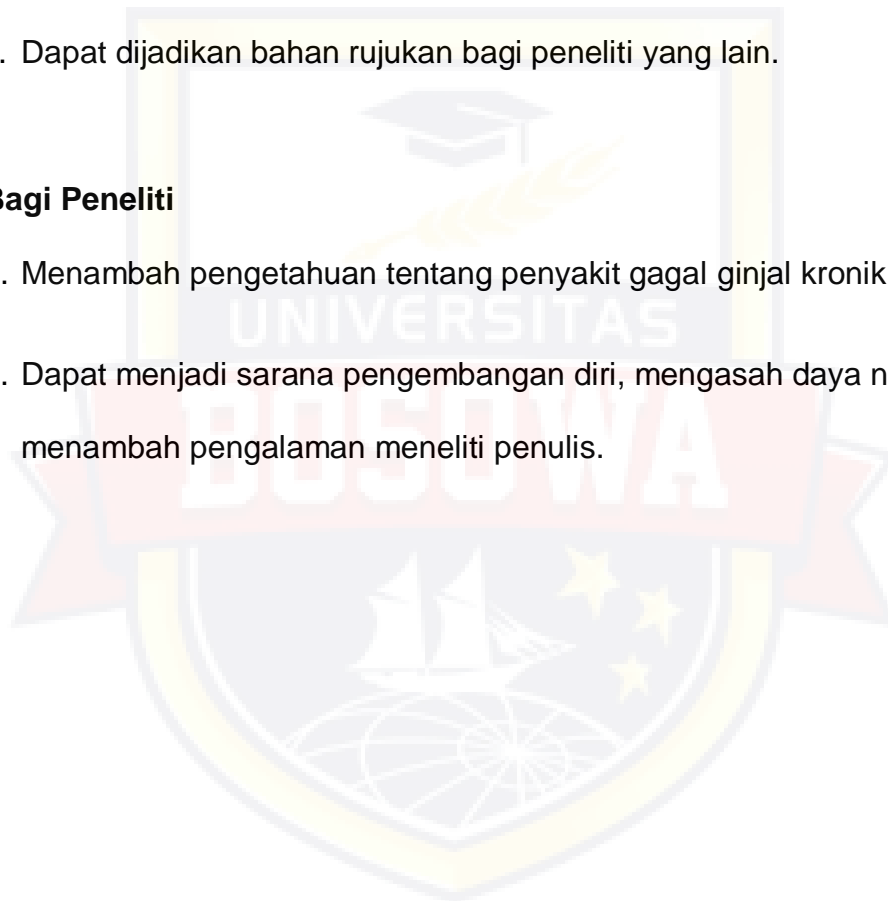 . Dapat dijadikan bahan rujukan bagi peneliti yang lain.
Bagi Peneliti
. Menambah pengetahuan tentang penyakit gagal ginjal kronik
. Dapat menjadi sarana pengembangan diri, mengasah daya n
menambah pengalaman meneliti penulis.
UNIVERSITAS
BOSOWA